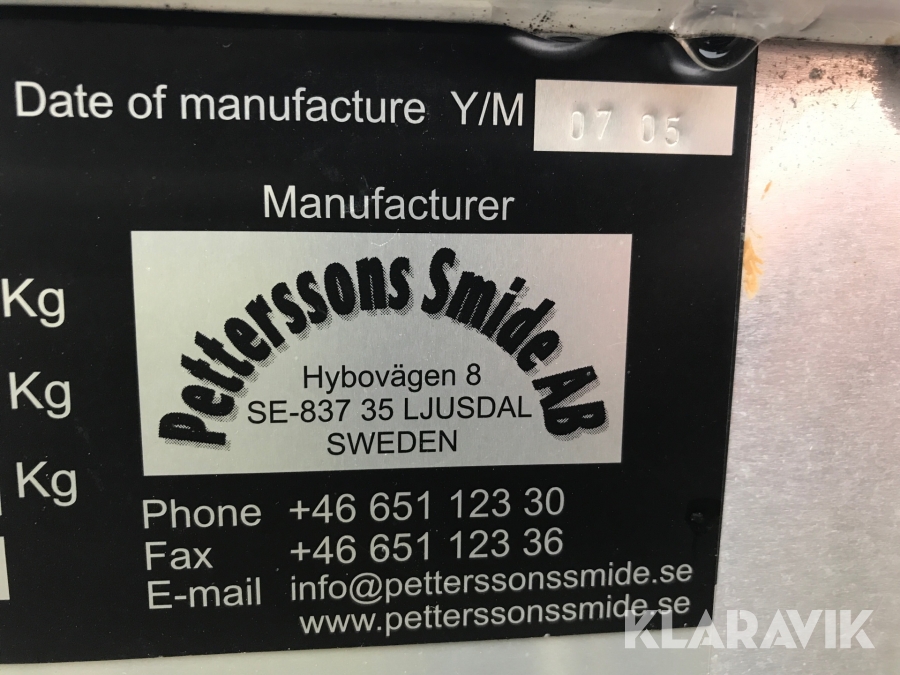 Date of manufacture Y/M 07 05
Manufacturer
Petterssons Smide AB
Hybovägen 8
SE-837 35 LJUSDAL
SWEDEN
Kg
Kg
Kg
Phone +46 651 123 30
Fax +46 651 123 36
E-mail info@petterssonssmide.se
www.petterssonssmide.se
KLARAVIK